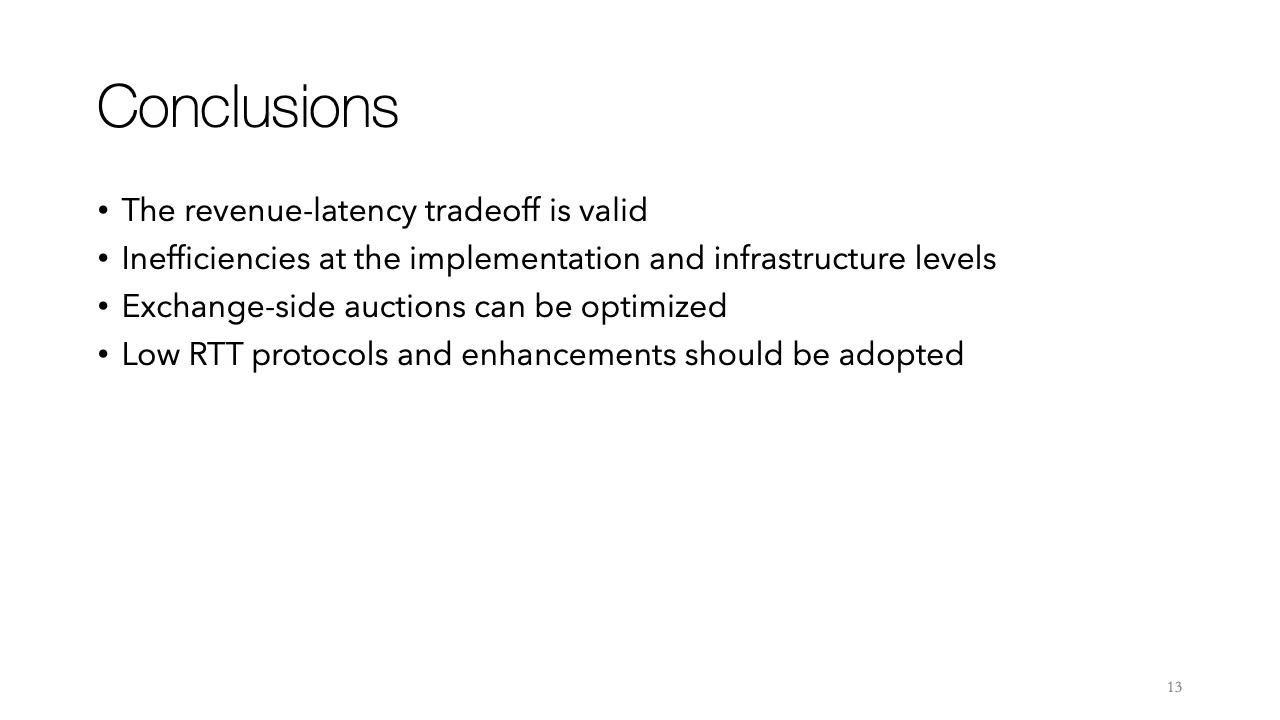 Conclusions
• The revenue-latency tradeoff is valid
• Inefficiencies at the implementation and infrastructure levels
• Exchange-side auctions can be optimized
• Low RTT protocols and enhancements should be adopted
13